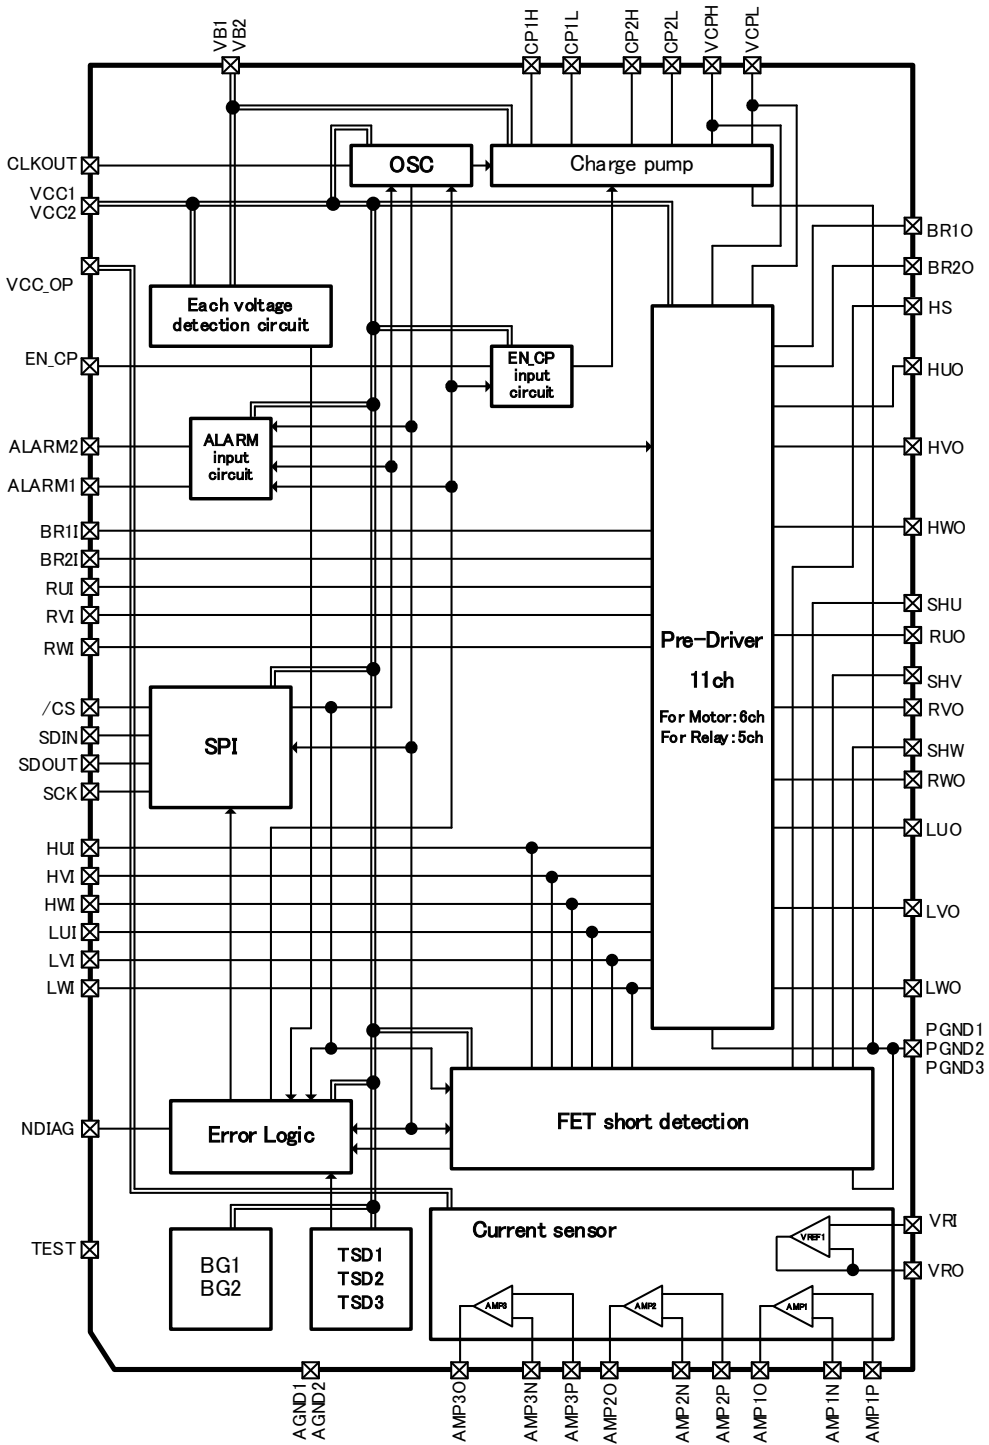 VB1
VB2
CP1H
CP1L
CP2H
CP2L
VCPH
VCPL
CLKOUT
OSC
Charge pump
VCC1
VCC2
BR1O
VCC_OP
BR2O
Each voltage
detection circuit
HS
EN_CP
EN_CP
input
circuit
HUO
ALARM2
ALARM
input
circuit
HVO
ALARM1
BR1I
HWO
BR2I
RUI
RVI
SHU
RWI
Pre-Driver
11ch
For Motor:6ch
For Relay:5ch
RUO
SHV
/CS
RVO
SDIN
SPI
SHW
SDOUT
RWO
SCK
LUO
HUI
HVI
HWI
LVO
LUI
LVI
LWI
LWO
PGND1
PGND2
PGND3
NDIAG
Error Logic
FET short detection
Current sensor
VRI
VREF1
TEST
BG1
BG2
TSD1
TSD2
TSD3
VRO
AMP3
AMP2
AMP1
AGND1
AGND2
AMP3O
AMP3N
AMP3P
AMP2O
AMP2N
AMP2P
AMP1O
AMP1N
AMP1P